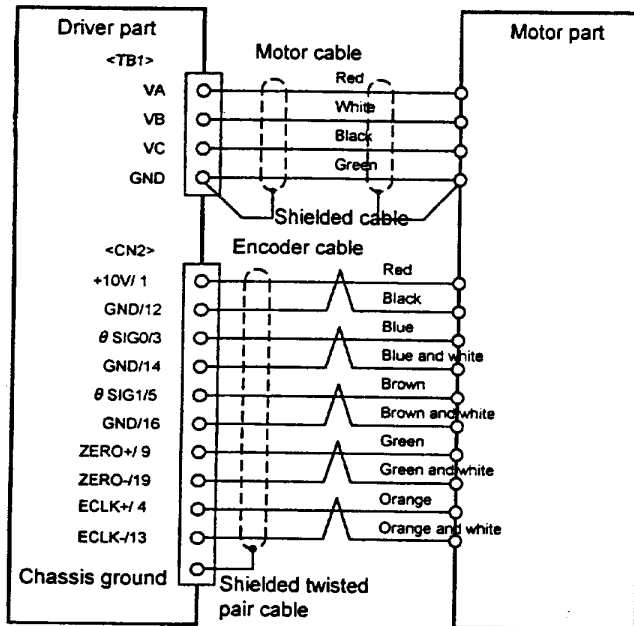 Driver part
Motor part
<TB1>
Motor cable
VA
Red
VB
White
VC
Black
GND
Green
Shielded cable
<CN2>
Encoder cable
+10V/ 1
Red
GND/12
Black
θ SIG0/3
Blue
GND/14
Blue and white
θ SIG1/5
Brown
GND/16
Brown and white
ZERO+/ 9
Green
ZERO-/19
Green and white
ECLK+/ 4
Orange
ECLK-/13
Orange and white
Chassis ground
Shielded twisted
pair cable